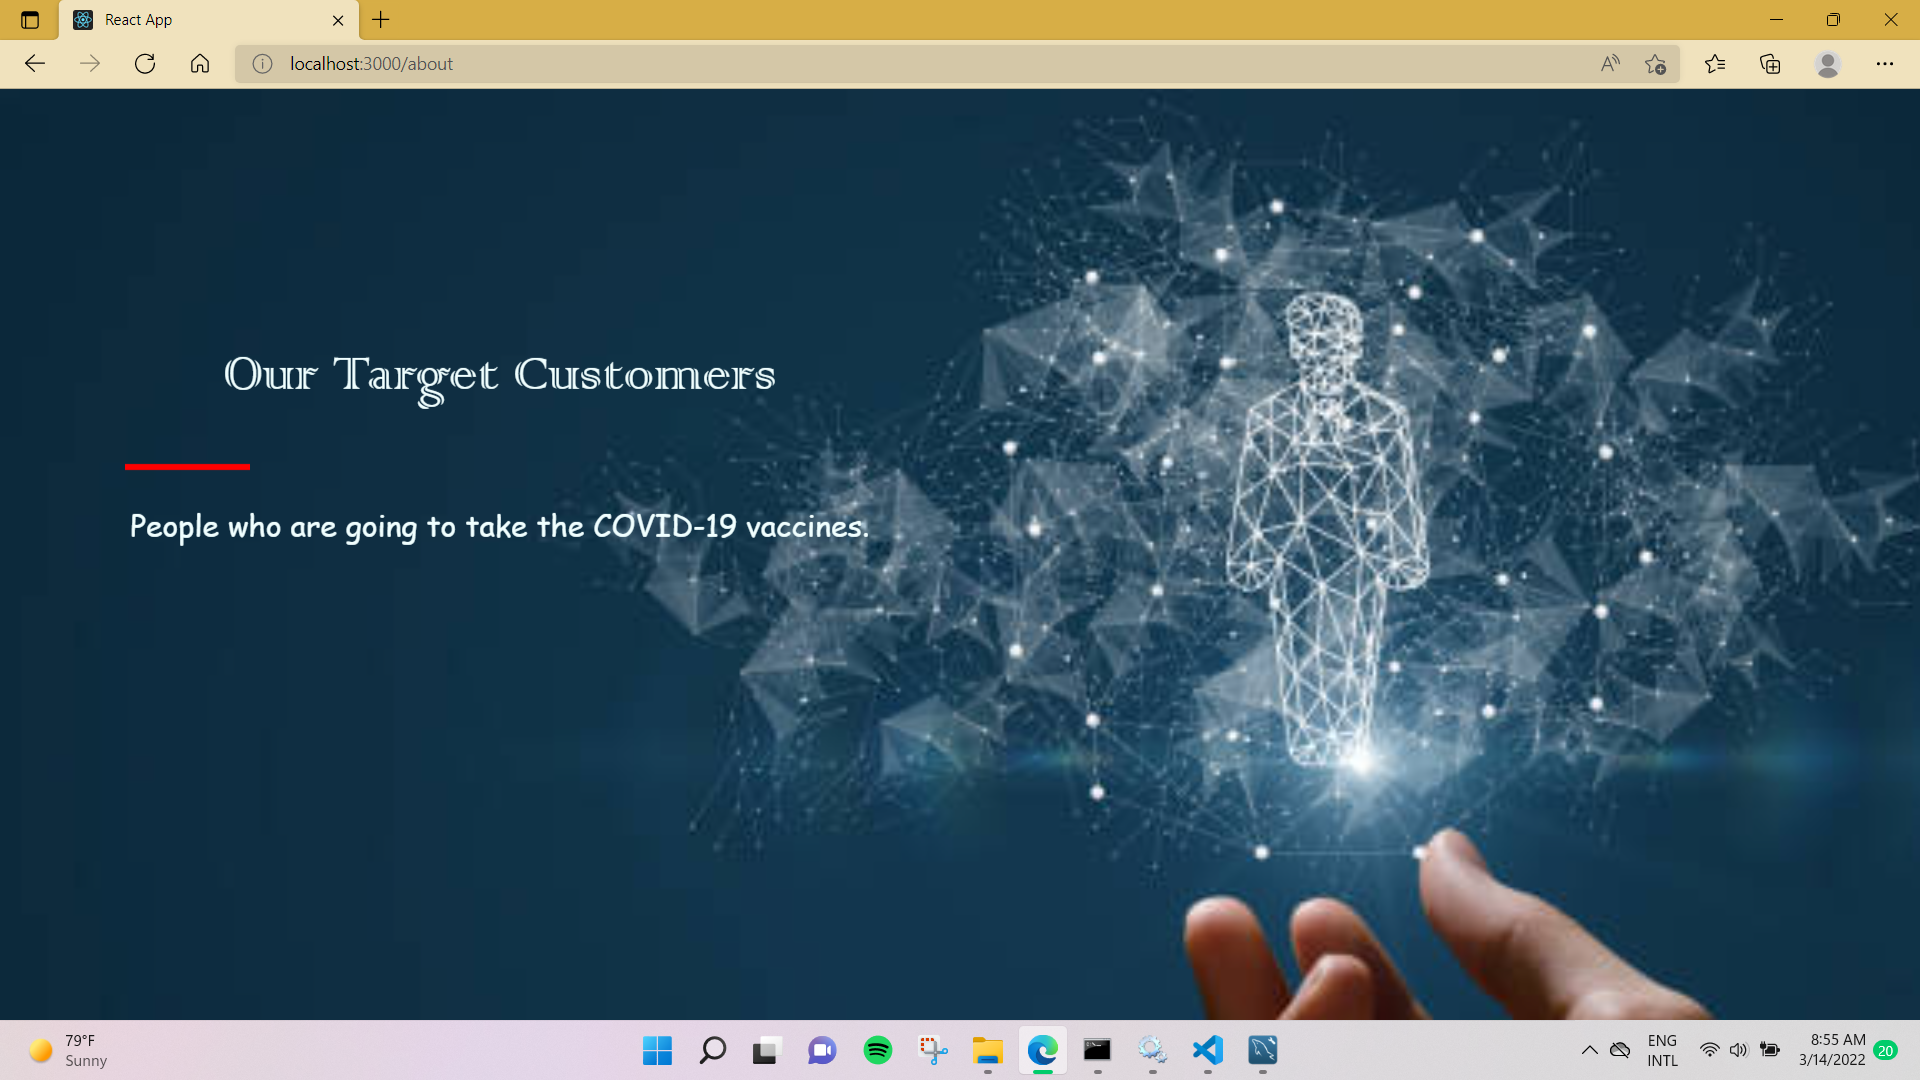 React App
localhost:3000/about
Our Target Customers
People who are going to take the COVID-19 vaccines.
79°F
Sunny
ENG
INTL
8:55 AM
3/14/2022
20